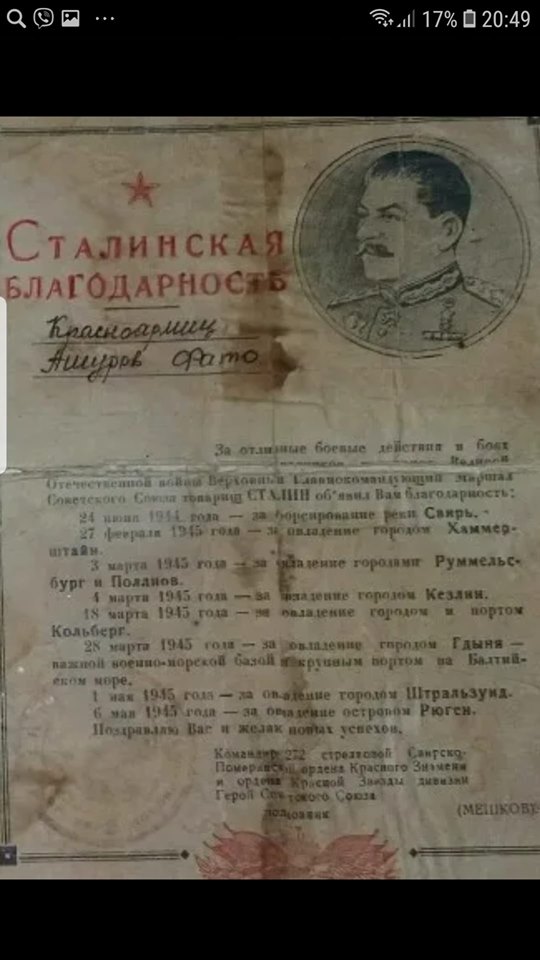 17% 20:49
СТАЛИНСКАЯ
БЛАГОДАРНОСТЬ
Красноармиц
Ашуров Фато
За отличные боевые действия в боях
Отечественной войны Верховный Главнокомандующий Маршал
Советского Союза товарищ СТАЛИН об'явил Вам благодарность:
24 июня 1944 года — за форсирование реки Свирь.
27 февраля 1945 года — за овладение городом Хаммер-
штайн.
3 марта 1945 года — за овладение городами Руммельс-
бург и Поллнов.
4 марта 1945 года — за овладение городом Кезлин.
18 марта 1945 года — за овладение городом и портом
Кольберг.
28 марта 1945 года — за овладение городом Гдыня —
важной военно-морской базой и крупным портом на Балтий-
ском море.
1 мая 1945 года — за овладение городом Штральзунд.
6 мая 1945 года — за овладение островом Рюген.
Поздравляю Вас и желаю новых успехов.
Командир 272 стрелковой Свирско-
Померанской ордена Красного Знамени
и ордена Красной Звезды дивизии
Герой Советского Союза
полковник
(МЕШКОВ)